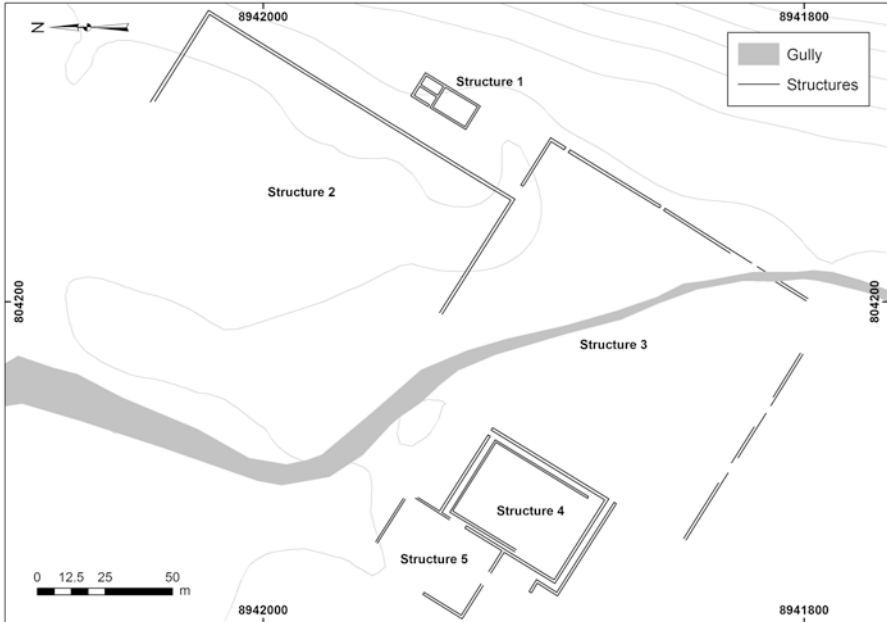 8942000
8941800
N
Gully
Structures
Structure 1
Structure 2
804200
804200
Structure 3
Structure 4
Structure 5
0 12.5 25 50
m
8942000
8941800